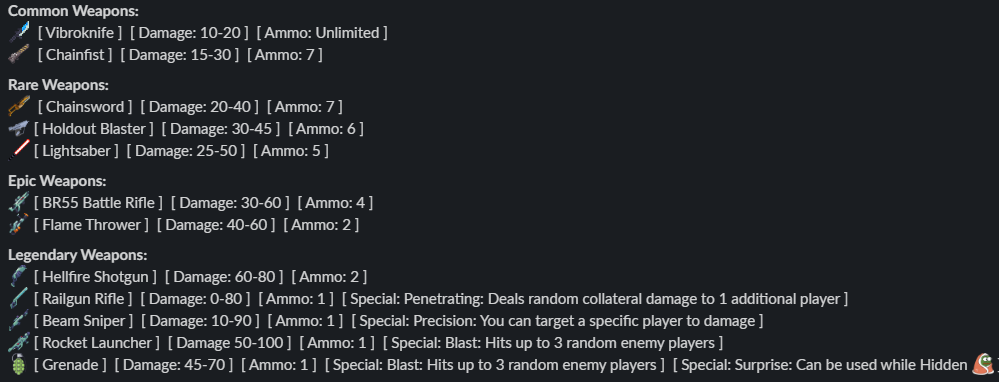 Common Weapons:
[ Vibroknife ] [ Damage: 10-20 ] [ Ammo: Unlimited ]
[ Chainfist ] [ Damage: 15-30 ] [ Ammo: 7 ]
Rare Weapons:
[ Chainsword ] [ Damage: 20-40 ] [ Ammo: 7 ]
[ Holdout Blaster ] [ Damage: 30-45 ] [ Ammo: 6 ]
[ Lightsaber ] [ Damage: 25-50 ] [ Ammo: 5 ]
Epic Weapons:
[ BR55 Battle Rifle ] [ Damage: 30-60 ] [ Ammo: 4 ]
[ Flame Thrower ] [ Damage: 40-60 ] [ Ammo: 2 ]
Legendary Weapons:
[ Hellfire Shotgun ] [ Damage: 60-80 ] [ Ammo: 2 ]
[ Railgun Rifle ] [ Damage: 0-80 ] [ Ammo: 1 ] [ Special: Penetrating: Deals random collateral damage to 1 additional player ]
[ Beam Sniper ] [ Damage: 10-90 ] [ Ammo: 1 ] [ Special: Precision: You can target a specific player to damage ]
[ Rocket Launcher ] [ Damage 50-100 ] [ Ammo: 1 ] [ Special: Blast: Hits up to 3 random enemy players ]
[ Grenade ] [ Damage: 45-70 ] [ Ammo: 1 ] [ Special: Blast: Hits up to 3 random enemy players ] [ Special: Surprise: Can be used while Hidden ]